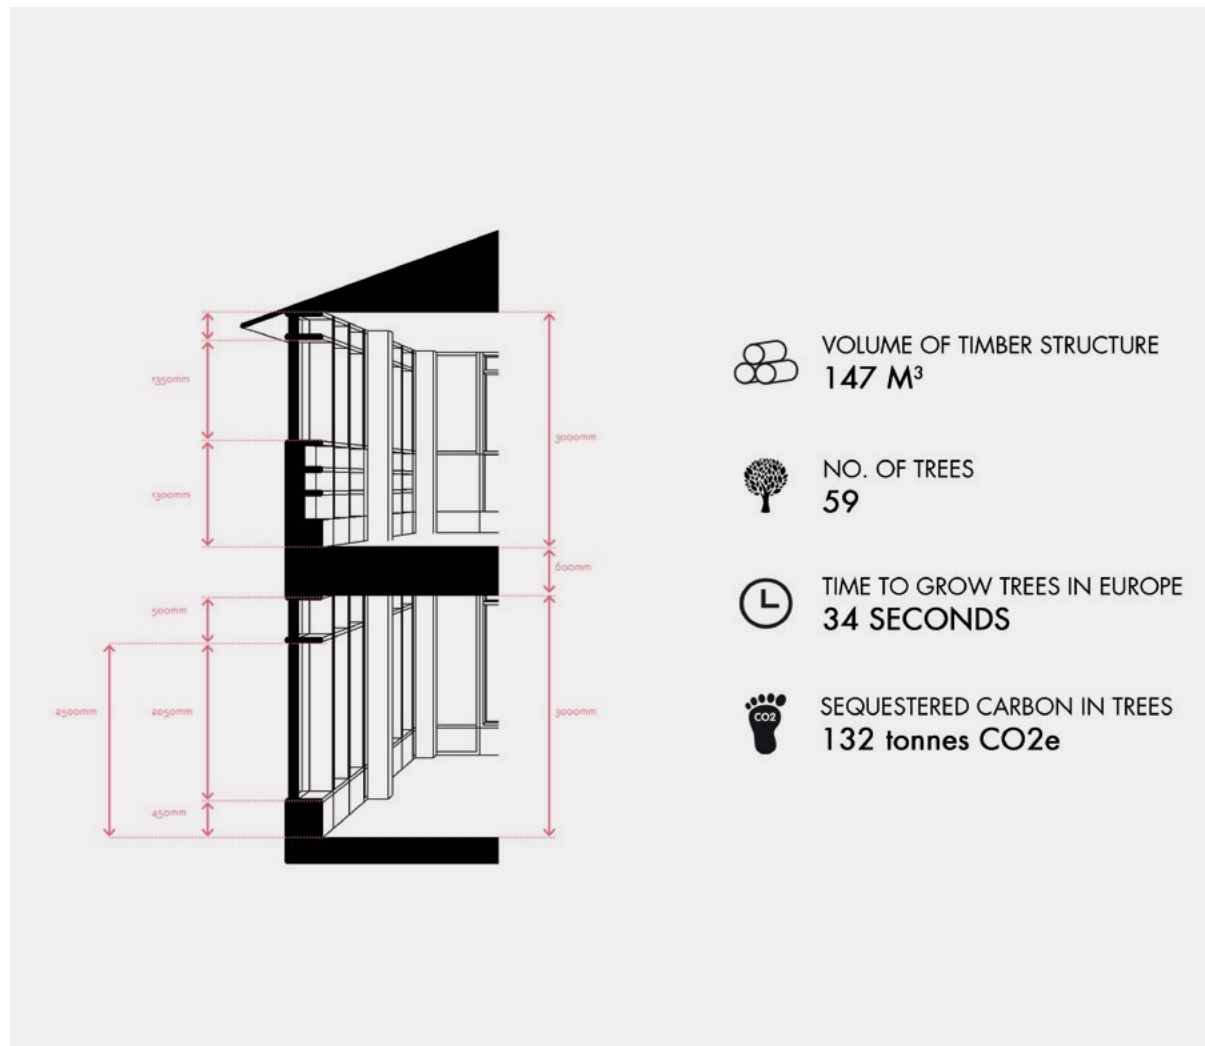 1350mm
3000mm
1300mm
600mm
500mm
2500mm
2050mm
3000mm
450mm
VOLUME OF TIMBER STRUCTURE
147 M³
NO. OF TREES
59
TIME TO GROW TREES IN EUROPE
34 SECONDS
CO2
SEQUESTERED CARBON IN TREES
132 tonnes CO2e